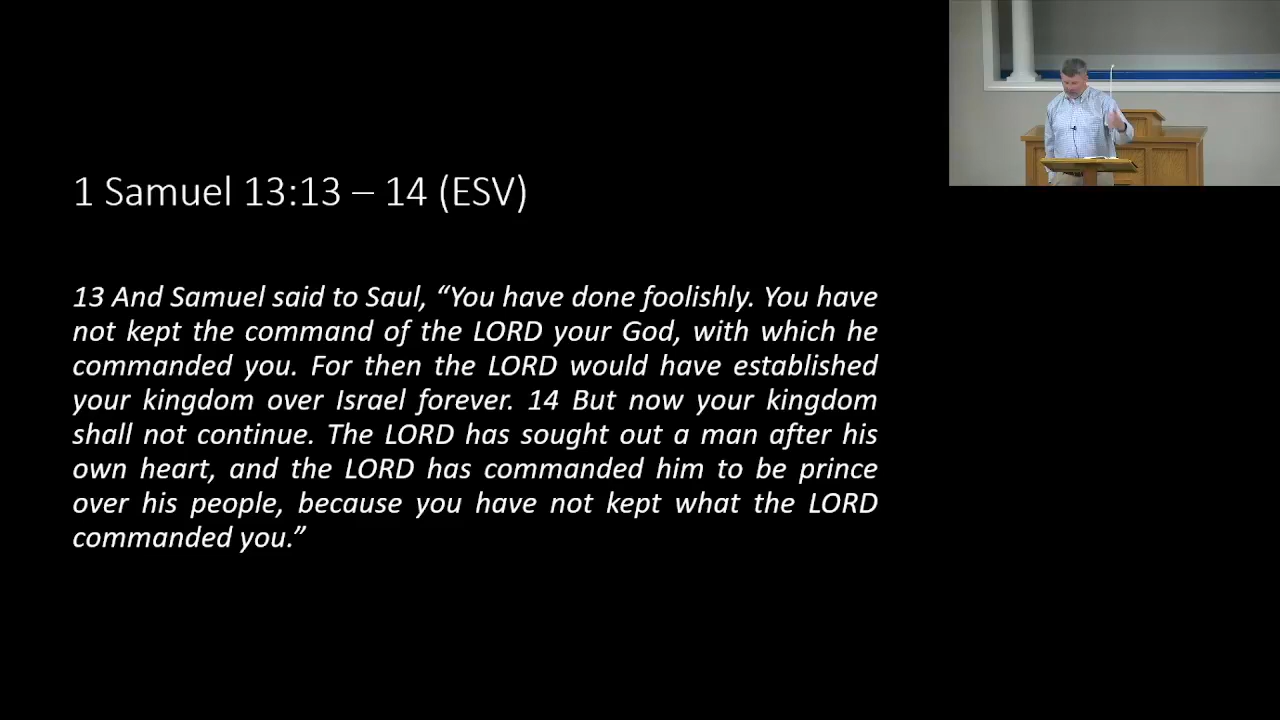 1 Samuel 13:13 – 14 (ESV)
13 And Samuel said to Saul, “You have done foolishly. You have
not kept the command of the LORD your God, with which he
commanded you. For then the LORD would have established
your kingdom over Israel forever. 14 But now your kingdom
shall not continue. The LORD has sought out a man after his
own heart, and the LORD has commanded him to be prince
over his people, because you have not kept what the LORD
commanded you.”